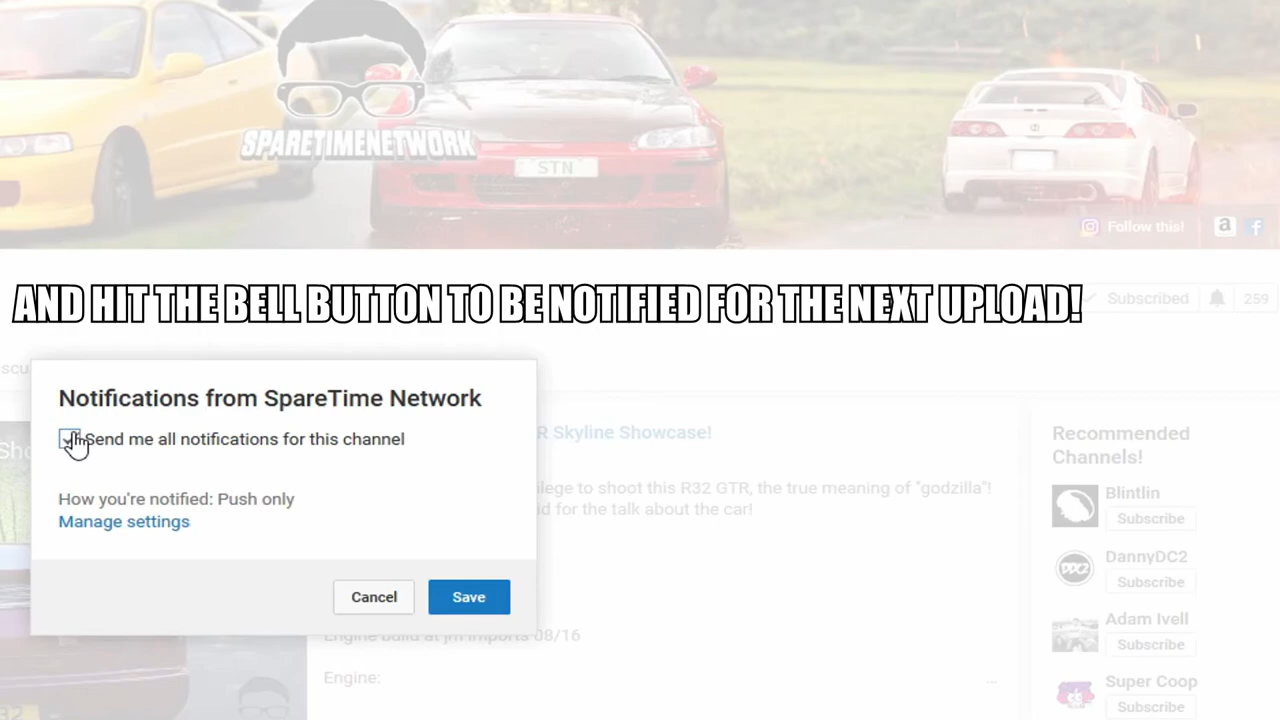 SPARETIMENETWORK
STN
Follow this!
AND HIT THE BELL BUTTON TO BE NOTIFIED FOR THE NEXT UPLOAD!
Subscribed 259
Notifications from SpareTime Network
Send me all notifications for this channel
How you're notified: Push only
Manage settings
Cancel
Save
R Skyline Showcase!
to shoot this R32 GTR, the true meaning of "godzilla"!
for the talk about the car!
Engine build at jm imports 08/16
Engine:
...
Recommended
Channels!
Blintlin
Subscribe
DannyDC2
Subscribe
Adam Ivell
Subscribe
Super Coop
Subscribe